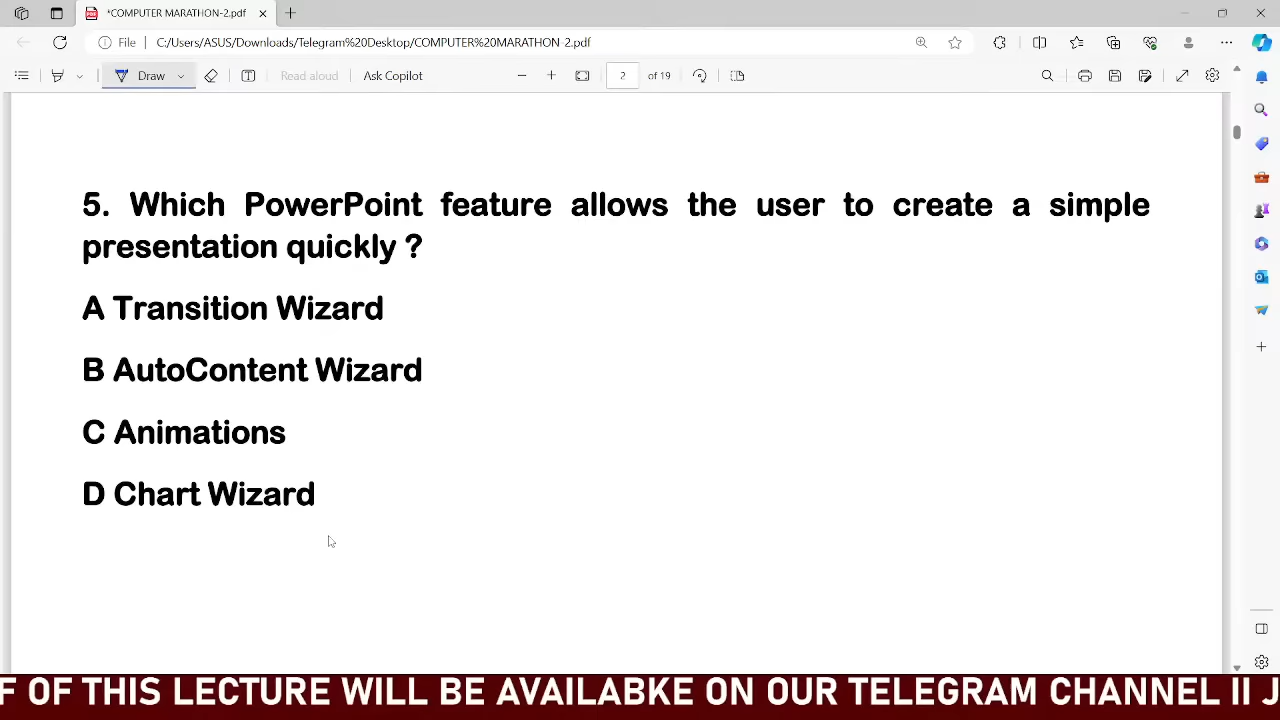 *COMPUTER MARATHON-2.pdf
File C:/Users/ASUS/Downloads/Telegram%20Desktop/COMPUTER%20MARATHON-2.pdf
Draw Read aloud Ask Copilot 2 of 19
5. Which PowerPoint feature allows the user to create a simple
presentation quickly ?
A Transition Wizard
B AutoContent Wizard
C Animations
D Chart Wizard
F OF THIS LECTURE WILL BE AVAILABKE ON OUR TELEGRAM CHANNEL II J